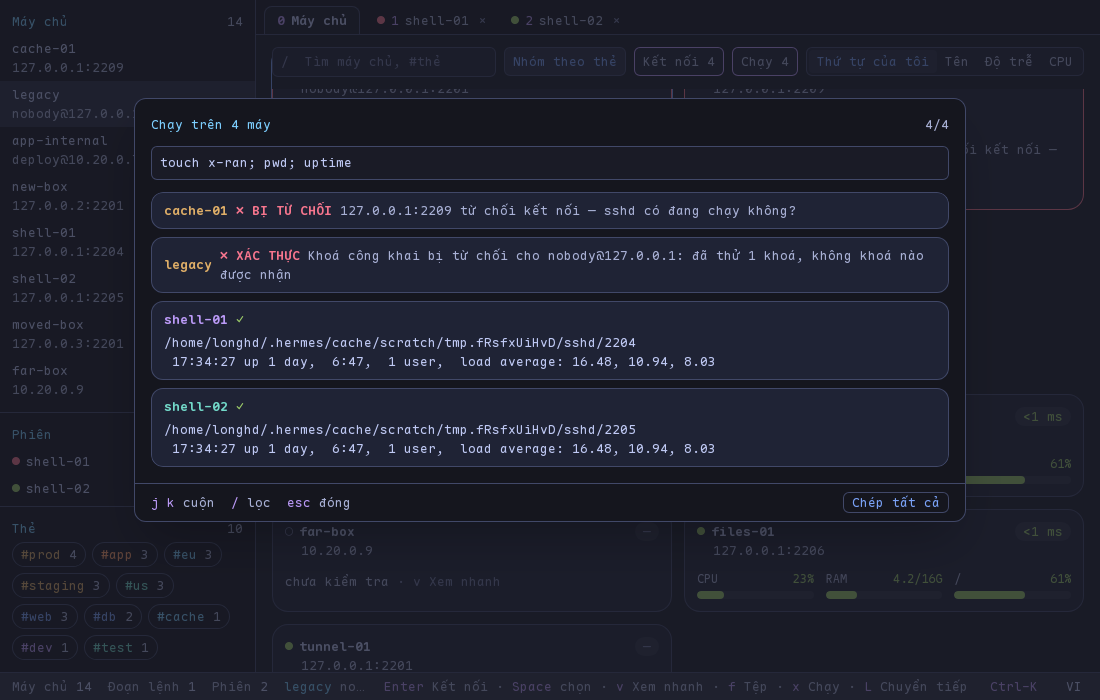 Máy chủ 14
cache-01
127.0.0.1:2209
legacy
nobody@127.0.0.
app-internal
deploy@10.20.0.
new-box
127.0.0.2:2201
shell-01
127.0.0.1:2204
shell-02
127.0.0.1:2205
moved-box
127.0.0.3:2201
far-box
10.20.0.9
Phiên
shell-01
shell-02
Thẻ 10
#prod 4 #app 3 #eu 3
#staging 3 #us 3
#web 3 #db 2 #cache 1
#dev 1 #test 1
0 Máy chủ 1 shell-01 × 2 shell-02 ×
/ Tìm máy chủ, #thẻ Nhóm theo thẻ Kết nối 4 Chạy 4 Thứ tự của tôi Tên Độ trễ CPU
nobody@127.0.0.1:2201 127.0.0.1:2209
ối kết nối —
Chạy trên 4 máy 4/4
touch x-ran; pwd; uptime
cache-01 × BỊ TỪ CHỐI 127.0.0.1:2209 từ chối kết nối — sshd có đang chạy không?
legacy × XÁC THỰC Khoá công khai bị từ chối cho nobody@127.0.0.1: đã thử 1 khoá, không khoá nào
được nhận
shell-01 ✓
/home/longhd/.hermes/cache/scratch/tmp.fRsfxUiHvD/sshd/2204
17:34:27 up 1 day, 6:47, 1 user, load average: 16.48, 10.94, 8.03
shell-02 ✓
/home/longhd/.hermes/cache/scratch/tmp.fRsfxUiHvD/sshd/2205
17:34:27 up 1 day, 6:47, 1 user, load average: 16.48, 10.94, 8.03
j k cuộn / lọc esc đóng Chép tất cả
<1 ms
61%
far-box —
10.20.0.9
chưa kiểm tra · v Xem nhanh
files-01 <1 ms
127.0.0.1:2206
CPU 23% RAM 4.2/16G / 61%
tunnel-01 —
127.0.0.1:2201
Máy chủ 14 Đoạn lệnh 1 Phiên 2 legacy no… Enter Kết nối · Space chọn · v Xem nhanh · f Tệp · x Chạy · L Chuyển tiếp Ctrl-K VI